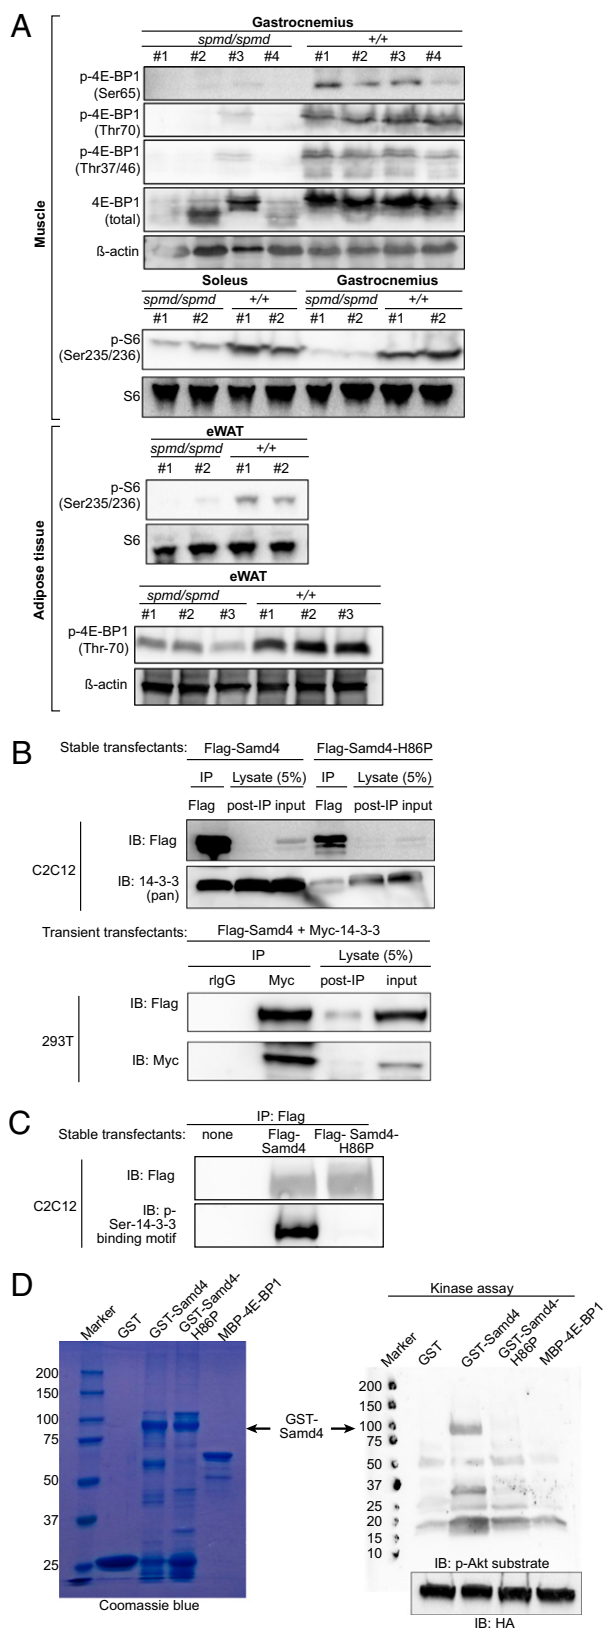 A
Gastrocnemius
spmd/spmd +/+
#1 #2 #3 #4 #1 #2 #3 #4
p-4E-BP1
(Ser65)
p-4E-BP1
(Thr70)
p-4E-BP1
(Thr37/46)
4E-BP1
(total)
ß-actin
Muscle
Soleus Gastrocnemius
spmd/spmd +/+ spmd/spmd +/+
#1 #2 #1 #2 #1 #2 #1 #2
p-S6
(Ser235/236)
S6
eWAT
spmd/spmd +/+
#1 #2 #1 #2
p-S6
(Ser235/236)
S6
Adipose tissue
eWAT
spmd/spmd +/+
#1 #2 #3 #1 #2 #3
p-4E-BP1
(Thr-70)
ß-actin
B
Stable transfectants: Flag-Samd4 Flag-Samd4-H86P
IP Lysate (5%) IP Lysate (5%)
Flag post-IP input Flag post-IP input
IB: Flag
C2C12
IB: 14-3-3
(pan)
Transient transfectants: Flag-Samd4 + Myc-14-3-3
IP Lysate (5%)
rIgG Myc post-IP input
IB: Flag
293T
IB: Myc
C
IP: Flag
Stable transfectants: none Flag-Samd4 Flag- Samd4-H86P
IB: Flag
C2C12
IB: p-
Ser-14-3-3
binding motif
D
Marker GST GST-Samd4 GST-Samd4-H86P MBP-4E-BP1
200
150
100
75
50
37
25
Coomassie blue
GST-
Samd4
Kinase assay
Marker GST GST-Samd4 GST-Samd4-H86P MBP-4E-BP1
200
150
100
75
50
37
25
20
15
10
IB: p-Akt substrate
IB: HA